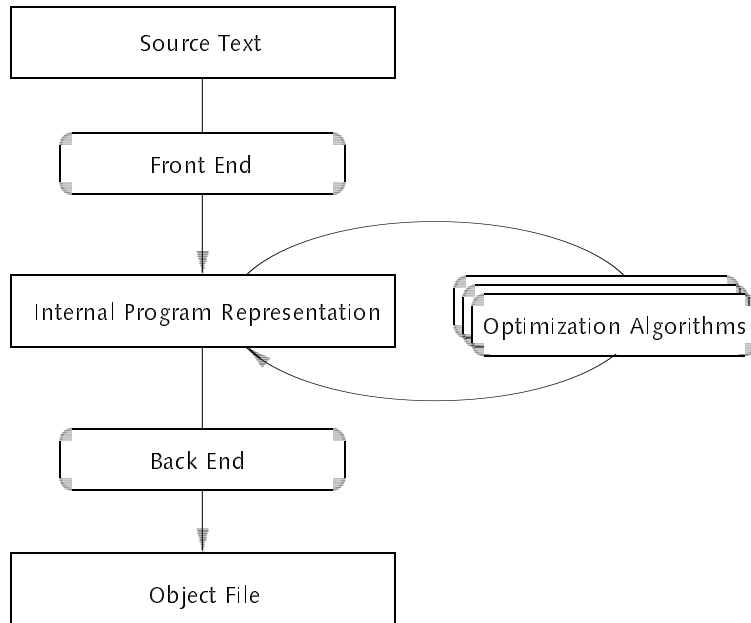 Source Text
Front End
Internal Program Representation
Optimization Algorithms
Back End
Object File